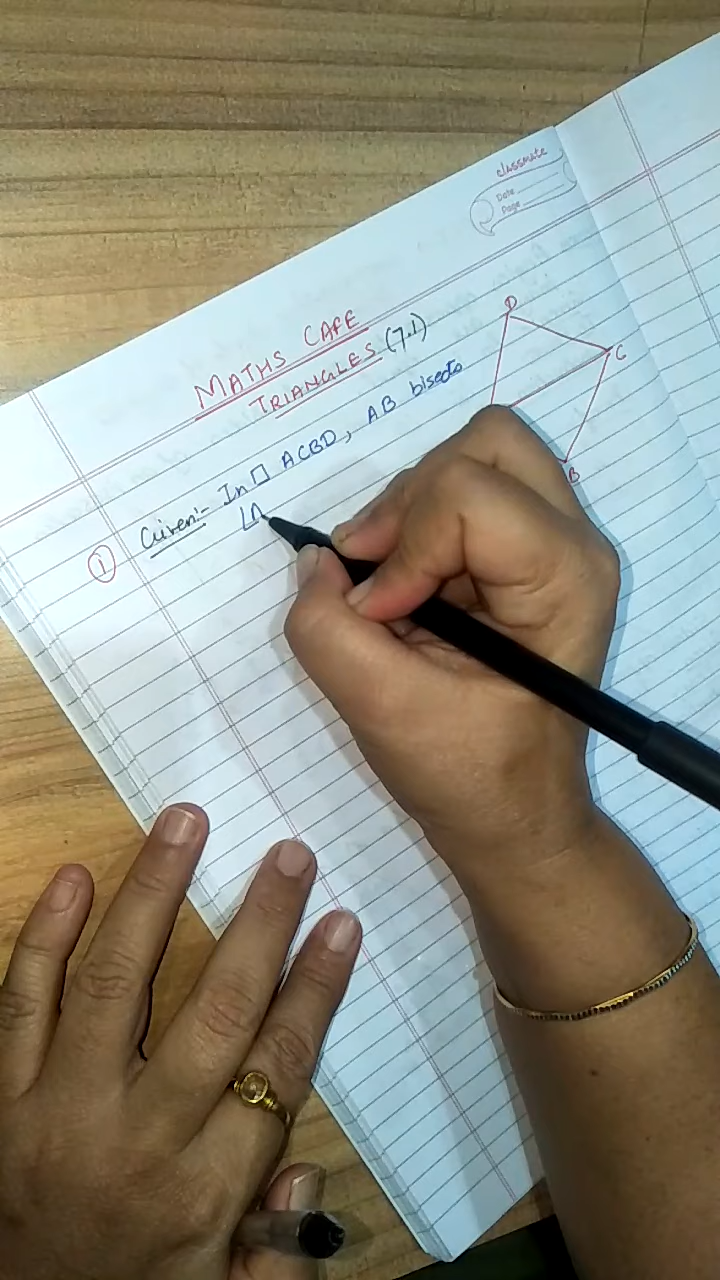 classmate
Date
Page
MATHS CAFE
TRIANGLES (7.1)
① Given:- In □ ACBD, AB bisects
∠A
D
C
B